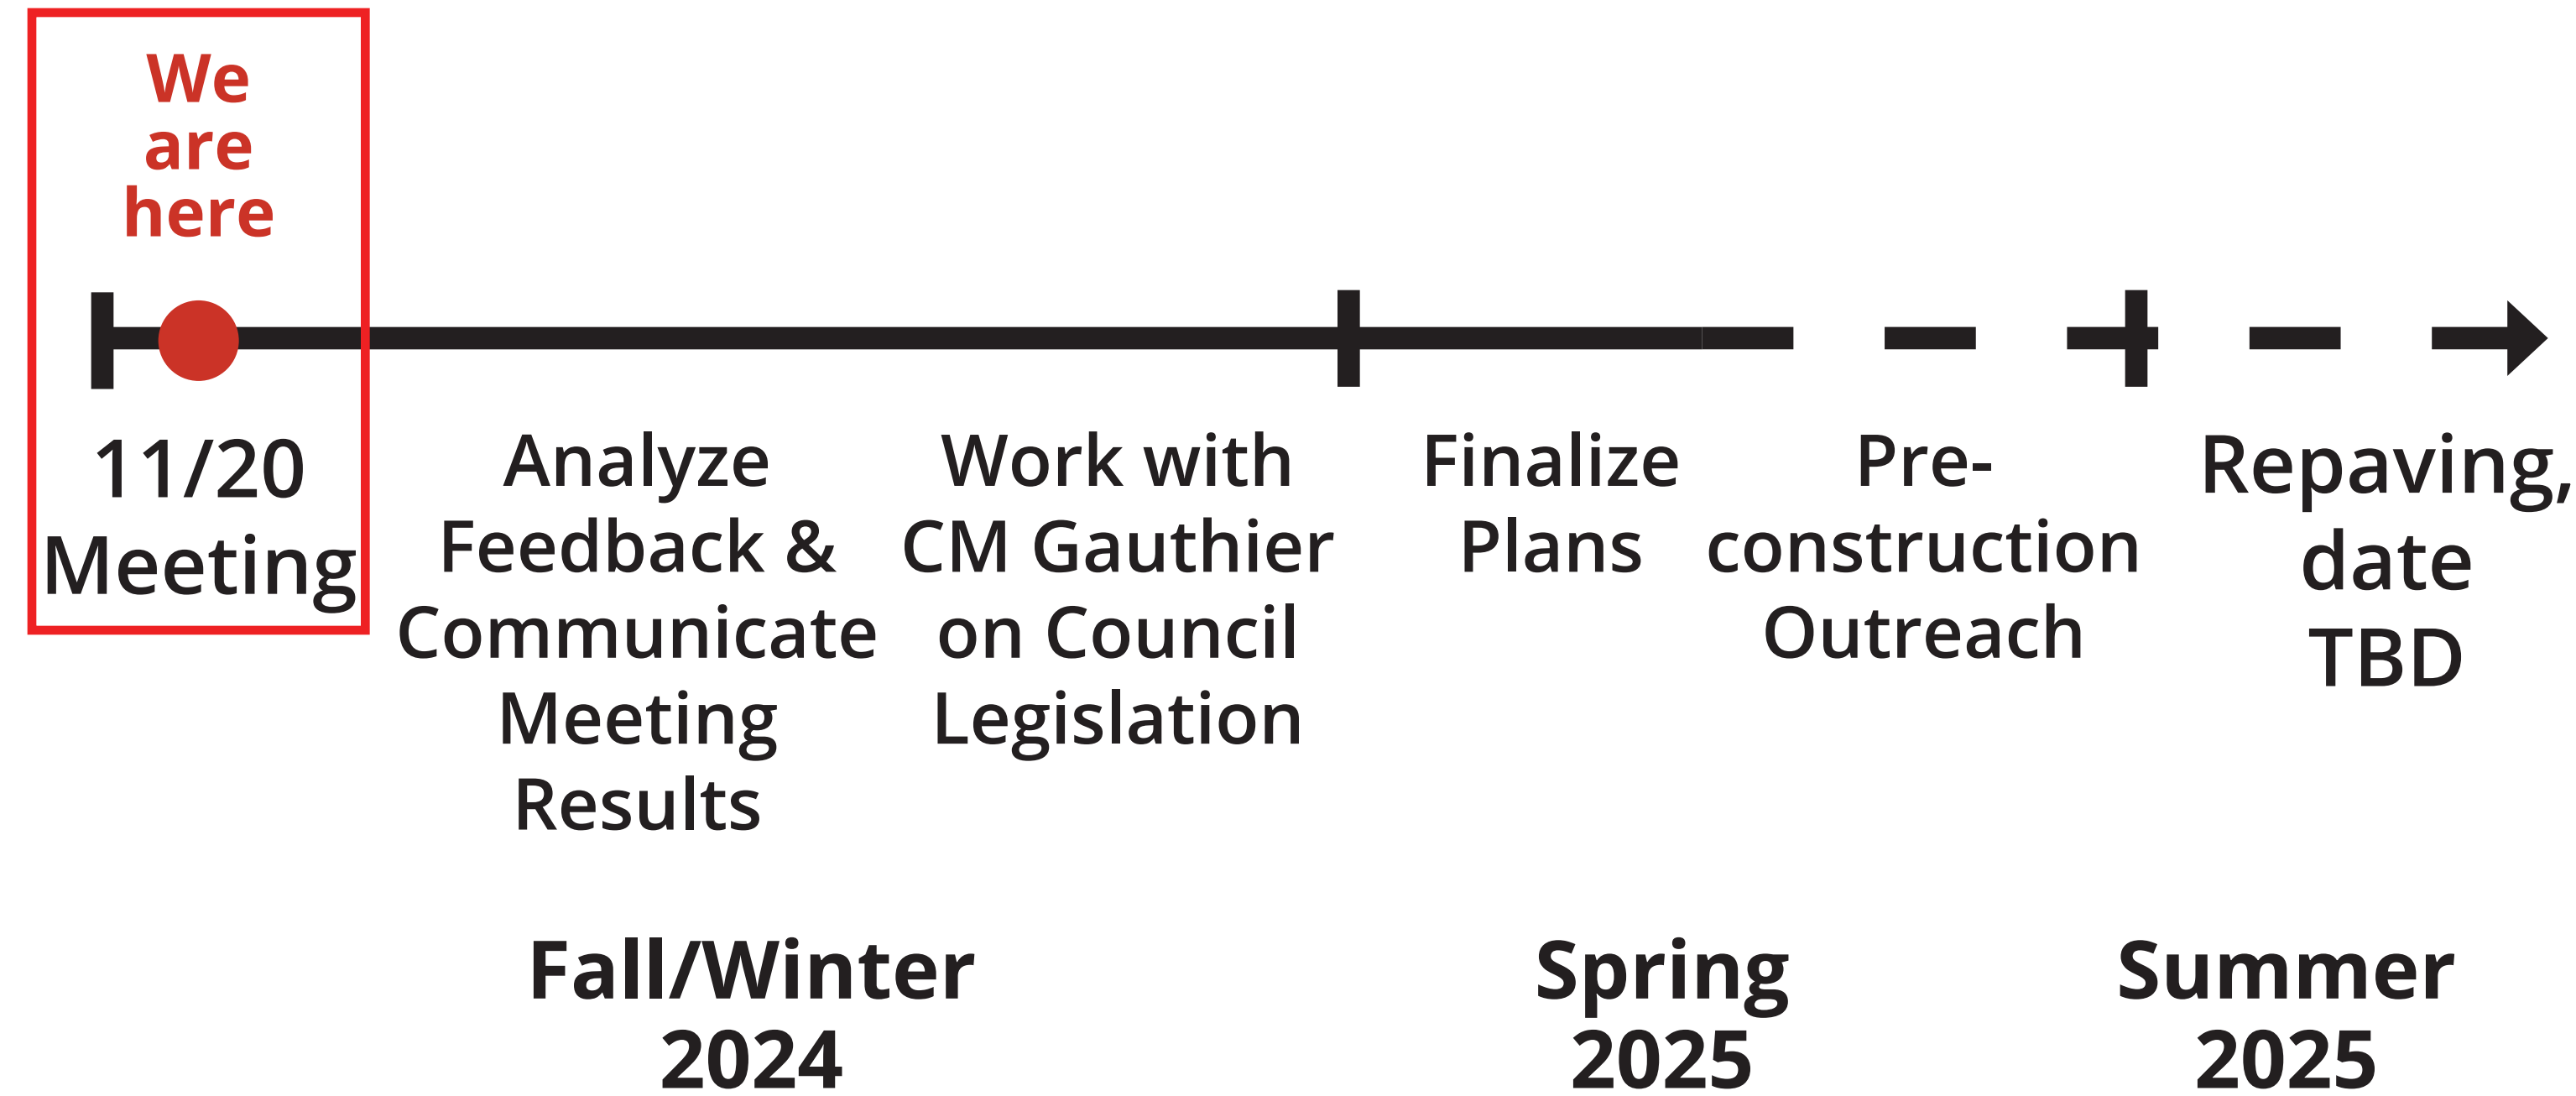 We
are
here
11/20
Meeting
Analyze
Feedback &
Communicate
Meeting
Results
Work with
CM Gauthier
on Council
Legislation
Finalize
Plans
Pre-
construction
Outreach
Repaving,
date
TBD
Fall/Winter
2024
Spring
2025
Summer
2025